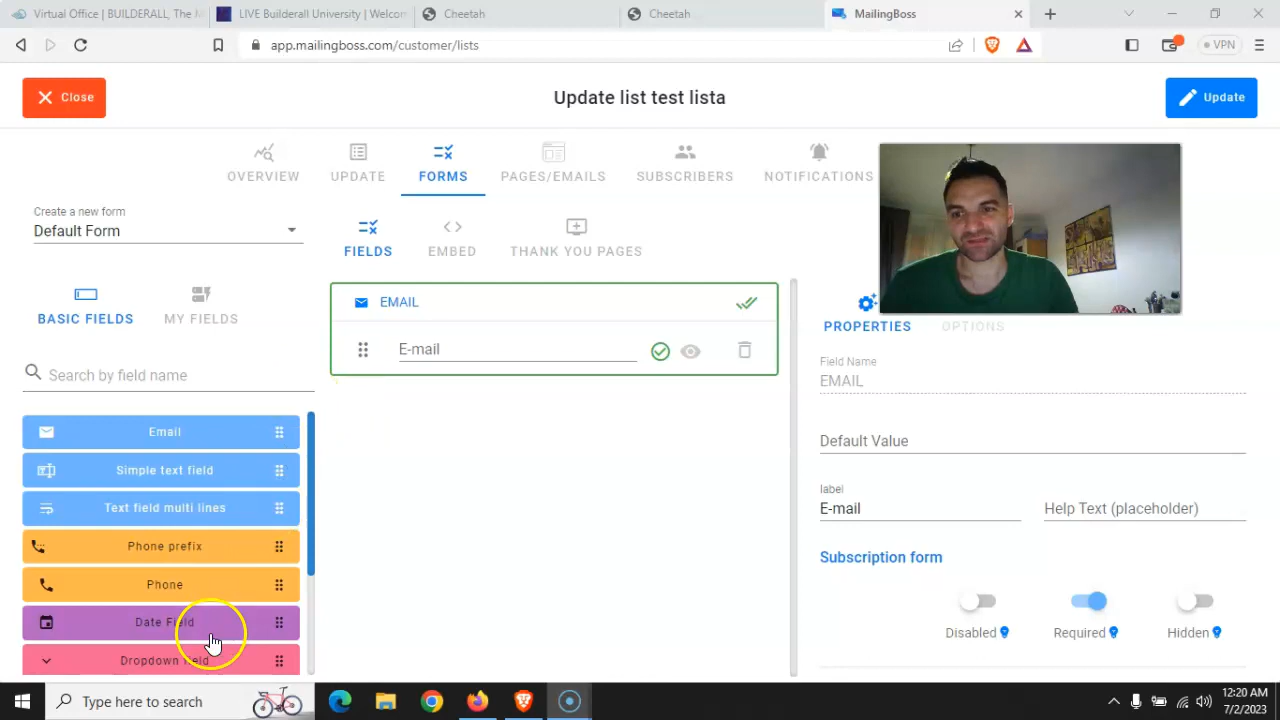 Virtual Office | BUILDERALL, The M
LIVE Builderall University | Welcom
Cheetah
Cheetah
MailingBoss
app.mailingboss.com/customer/lists
VPN
Close
Update list test lista
Update
OVERVIEW
UPDATE
FORMS
PAGES/EMAILS
SUBSCRIBERS
NOTIFICATIONS
Create a new form
Default Form
FIELDS
EMBED
THANK YOU PAGES
BASIC FIELDS
MY FIELDS
Search by field name
Email
Simple text field
Text field multi lines
Phone prefix
Phone
Date Field
Dropdown field
EMAIL
E-mail
PROPERTIES
OPTIONS
Field Name
EMAIL
Default Value
label
E-mail
Help Text (placeholder)
Subscription form
Disabled
Required
Hidden
Type here to search
12:20 AM
7/2/2023